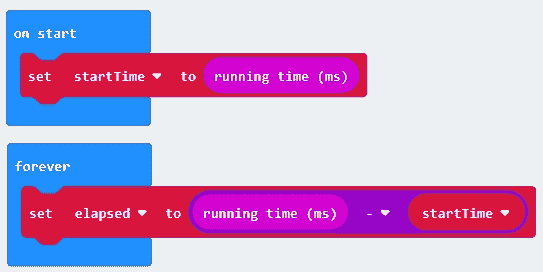 on start
set startTime to running time (ms)
forever
set elapsed to running time (ms) - startTime